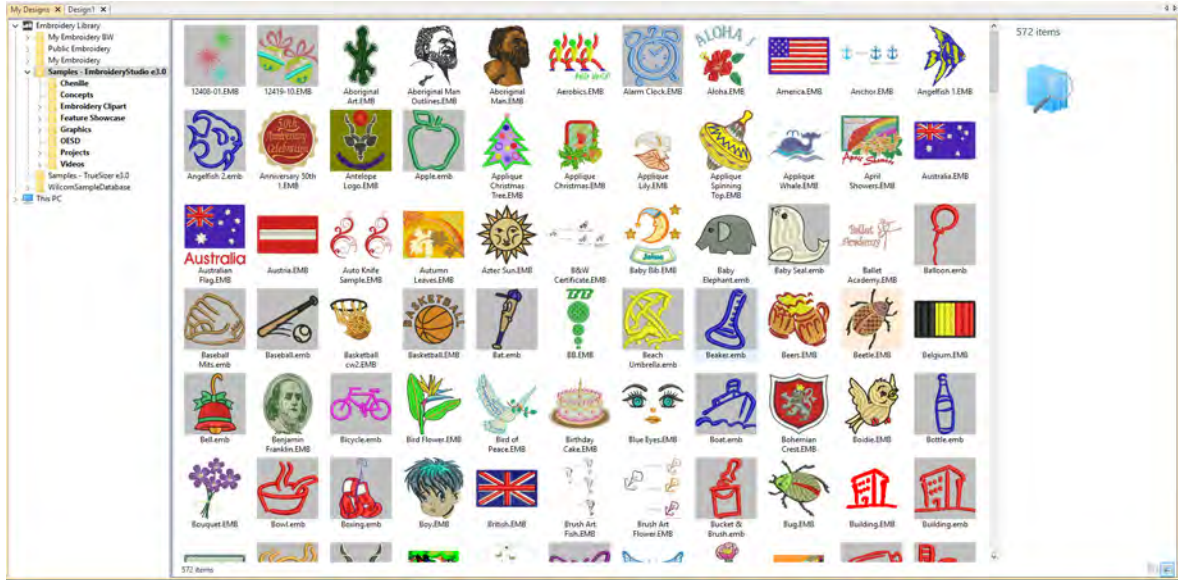 My Designs
Design1
Embroidery Library
My Embroidery BW
Public Embroidery
My Embroidery
Samples - EmbroideryStudio e3.0
Chenille
Concepts
Embroidery Clipart
Feature Showcase
Graphics
OESD
Projects
Videos
Samples - TrueSizer e3.0
WilcomSampleDatabase
This PC
12408-01.EMB
12419-10.EMB
Aboriginal
Art.EMB
Aboriginal Man
Outlines.EMB
Aboriginal
Man.EMB
Aerobics.EMB
Alarm Clock.EMB
ALOHA !
Aloha.EMB
America.EMB
Anchor.EMB
Angelfish 1.EMB
Angelfish 2.emb
50th
Anniversary
Celebration
Anniversary 50th
1.EMB
Antelope
Logo.EMB
Apple.emb
Applique
Christmas
Tree.EMB
Applique
Christmas.EMB
Applique
Lily.EMB
Applique
Spinning
Top.EMB
Applique
Whale.EMB
April Showers
April
Showers.EMB
Australia.EMB
Australia
Australian
Flag.EMB
Austria.EMB
Auto Knife
Sample.EMB
Autumn
Leaves.EMB
Aztec Sun.EMB
B&W
Certificate.EMB
Baby Bib.EMB
Baby
Elephant.emb
Baby Seal.emb
Ballet
Academy
Ballet
Academy.EMB
Balloon.emb
Baseball
Mits.emb
Baseball.emb
Basketball
cw2.EMB
BASKETBALL
Basketball.EMB
Bat.emb
BB
BB.EMB
Beach
Umbrella.emb
Beaker.emb
Beers.EMB
Beetle.EMB
Belgium.EMB
Bell.emb
Benjamin
Franklin.EMB
Bicycle.emb
Bird Flower.EMB
Bird of
Peace.EMB
Birthday
Cake.EMB
Blue Eyes.EMB
Boat.emb
Bohemian
Crest.EMB
Boidie.EMB
Bottle.emb
Bouquet.EMB
Bowl.emb
Boxing.emb
Boy.EMB
British.EMB
Brush Art
Fish.EMB
Brush Art
Flower.EMB
Bucket &
Brush.emb
Bug.EMB
Building.EMB
Building.emb
572 items
572 items